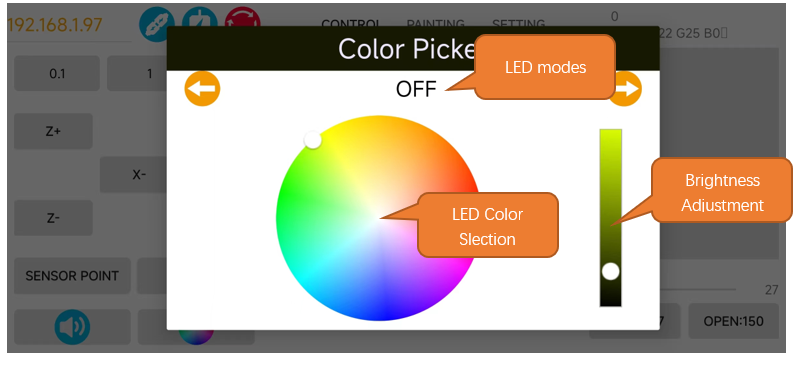 192.168.1.97
CONTROL PAINTING SETTING
0
22 G25 B0
Color Picke
OFF
LED modes
0.1
1
Z+
X-
Z-
Brightness
Adjustment
LED Color
Slection
SENSOR POINT
27
7
OPEN:150